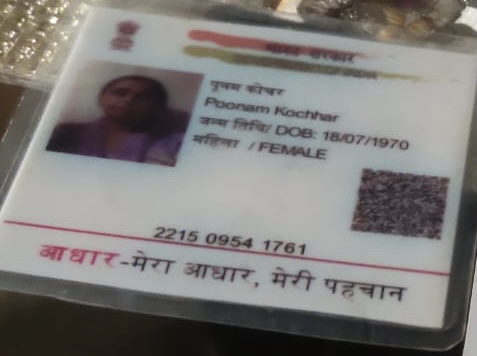 भारत सरकार
पूनम कोचर
Poonam Kochhar
जन्म तिथि/ DOB: 18/07/1970
महिला / FEMALE
2215 0954 1761
आधार-मेरा आधार, मेरी पहचान